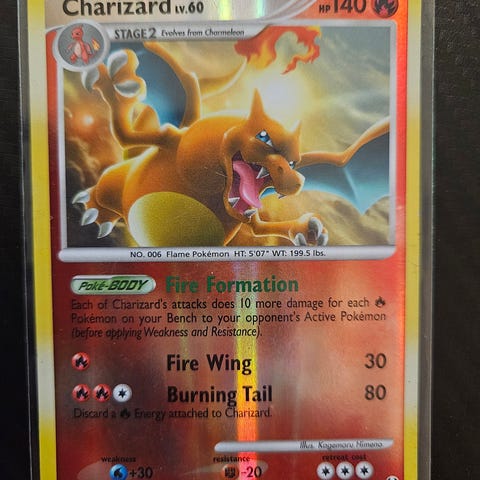 Charizard LV.60 HP 140
STAGE 2 Evolves from Charmeleon
NO. 006 Flame Pokémon HT: 5'07" WT: 199.5 lbs.
Poké-BODY Fire Formation
Each of Charizard's attacks does 10 more damage for each
Pokémon on your Bench to your opponent's Active Pokémon
(before applying Weakness and Resistance).
Fire Wing 30
Burning Tail 80
Discard a Energy attached to Charizard.
Illus. Kagemaru Himeno
weakness resistance retreat cost
+30 -20